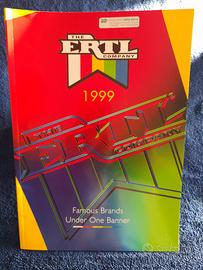 THE
ERTL
COMPANY
1999
THE
ERTL
COMPANY
Famous Brands
Under One Banner